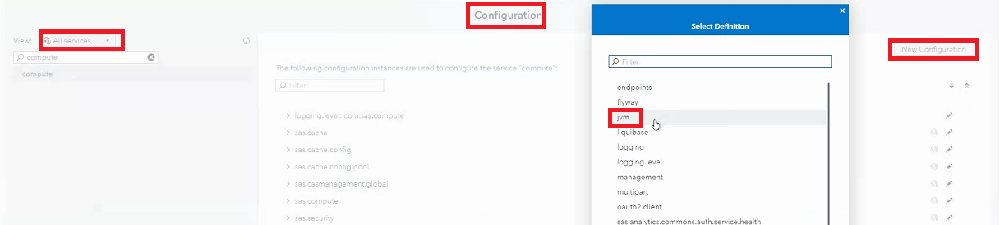 Configuration
View: All services
compute
compute
The following configuration instances are used to configure the service "compute":
Filter
logging.level: com.sas.compute
sas.cache
sas.cache.config
sas.cache.config.pool
sas.casmanagement.global
sas.compute
sas.security
Select Definition
Filter
endpoints
flyway
jvm
liquibase
logging
logging.level
management
multipart
oauth2.client
sas.analytics.commons.auth.service.health
New Configuration